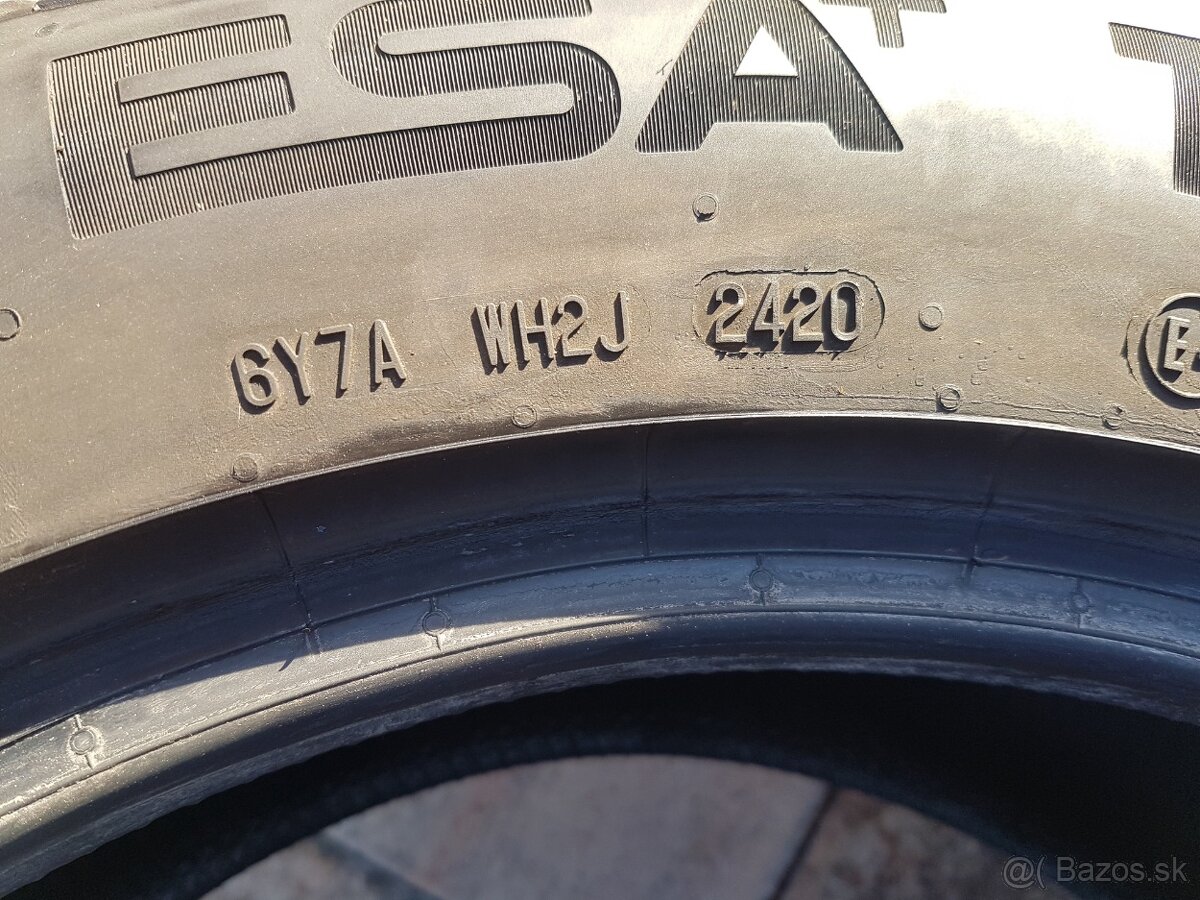 ESA+
6Y7A WH2J 2420
@( Bazos.sk